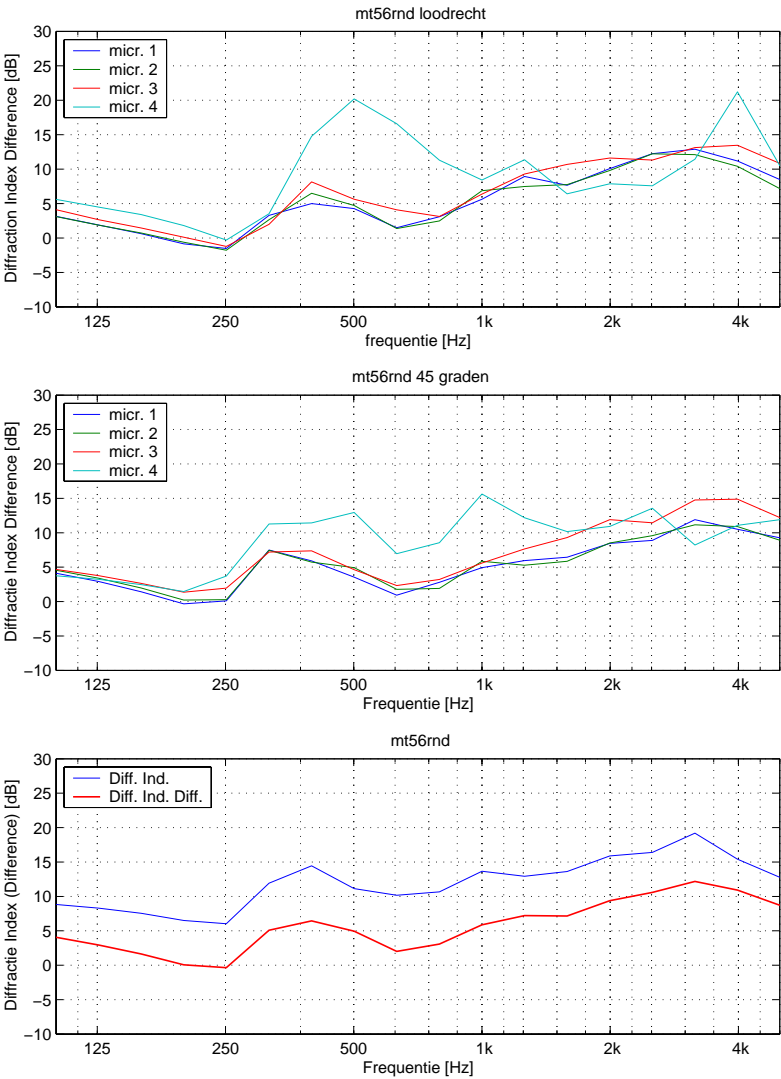 mt56rnd loodrecht
Diffraction Index Difference [dB]
30
25
20
15
10
5
0
−5
−10
micr. 1
micr. 2
micr. 3
micr. 4
125
250
500
1k
2k
4k
frequentie [Hz]
mt56rnd 45 graden
Diffractie Index Difference [dB]
30
25
20
15
10
5
0
−5
−10
micr. 1
micr. 2
micr. 3
micr. 4
125
250
500
1k
2k
4k
Frequentie [Hz]
mt56rnd
Diffractie Index (Difference) [dB]
30
25
20
15
10
5
0
−5
−10
Diff. Ind.
Diff. Ind. Diff.
125
250
500
1k
2k
4k
Frequentie [Hz]